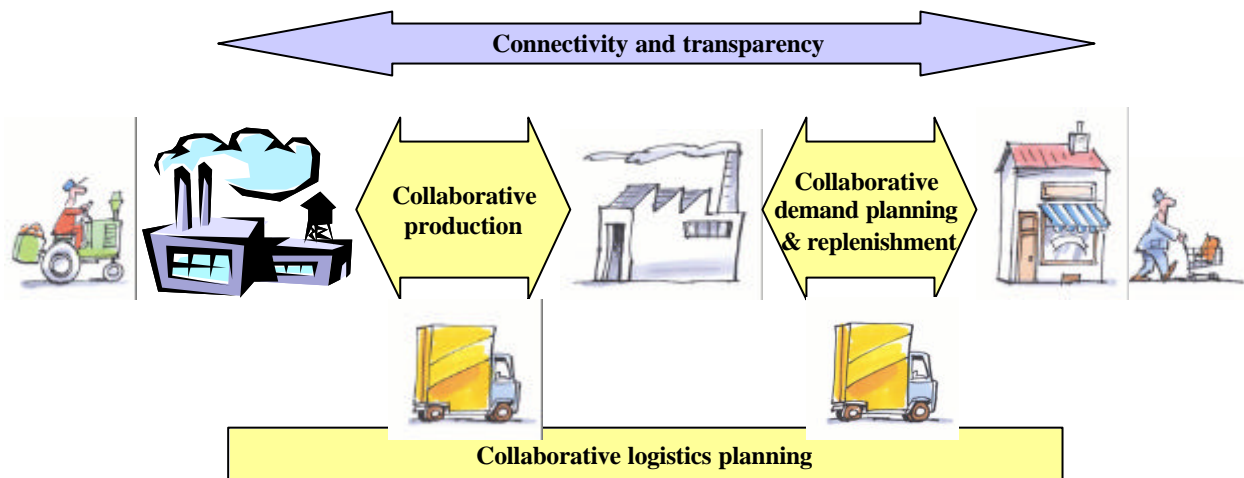 Connectivity and transparency
Collaborative
production
Collaborative
demand planning
& replenishment
Collaborative logistics planning